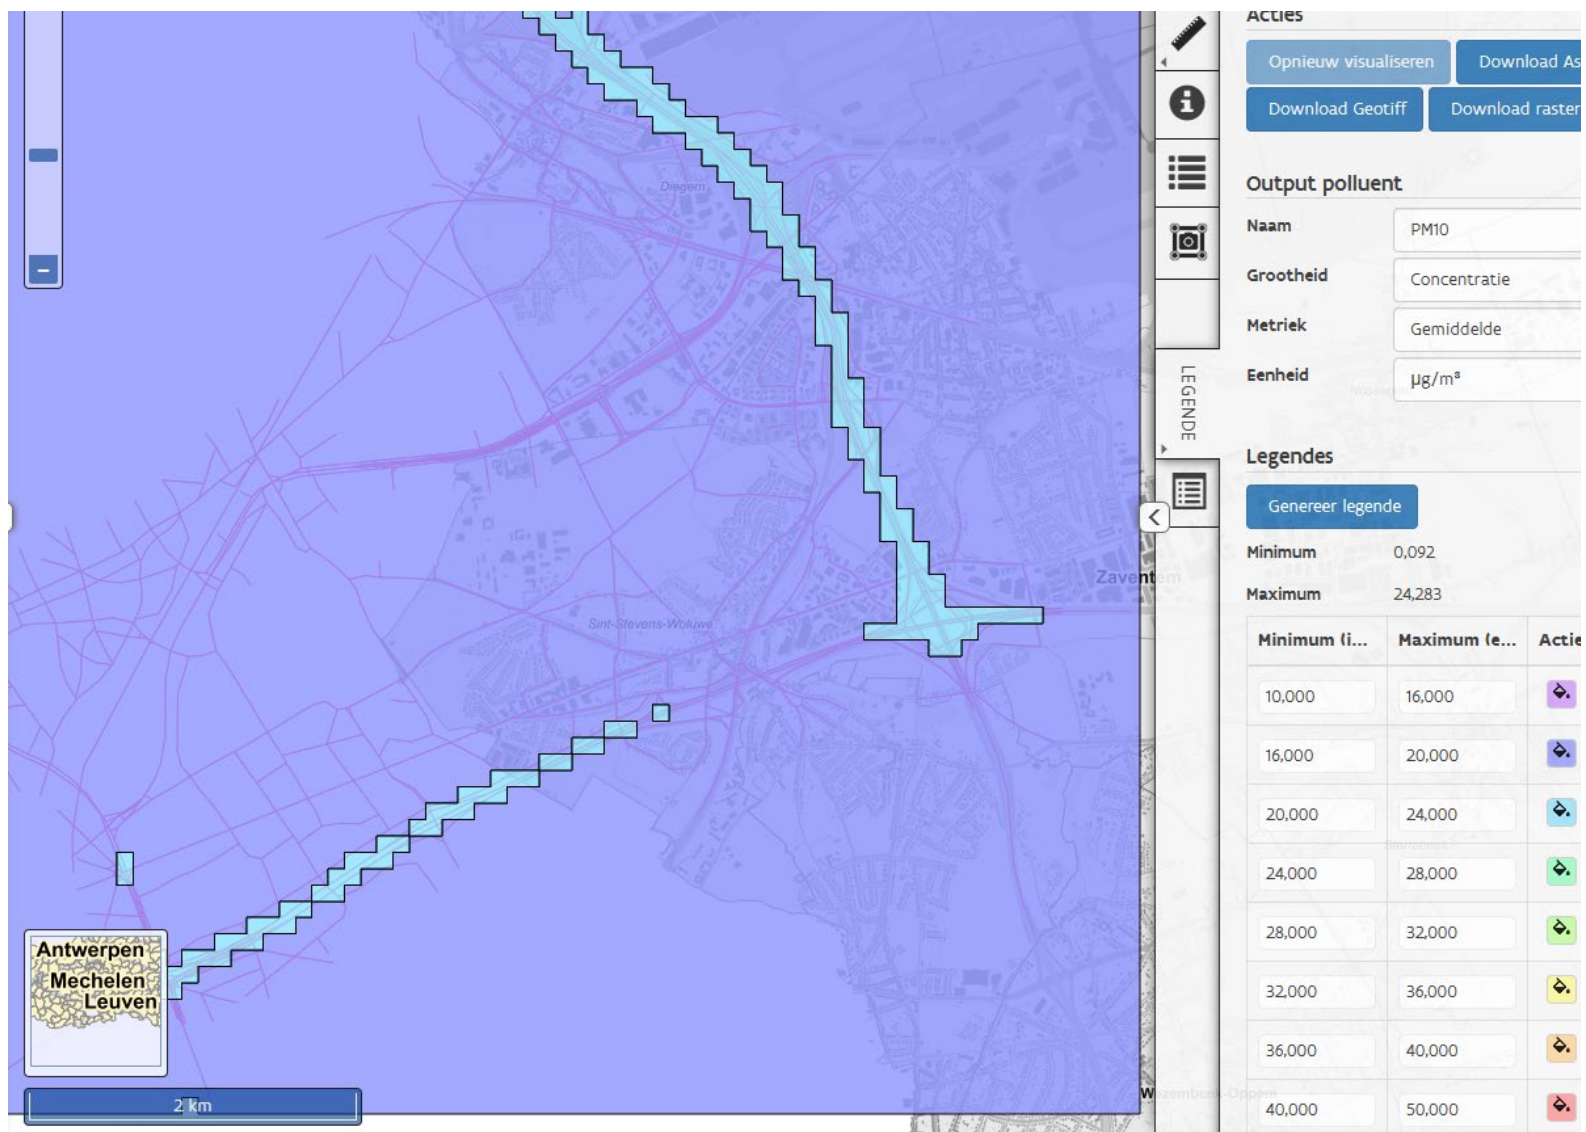 Acties
Opnieuw visualiseren
Download As
Download Geotiff
Download raster
Output polluent
Naam
PM10
Grootheid
Concentratie
Metriek
Gemiddelde
Eenheid
µg/m³
LEGENDE
Legendes
Genereer legende
Minimum 0,092
Maximum 24,283
Minimum (i... Maximum (e... Actie
10,000 16,000
16,000 20,000
20,000 24,000
24,000 28,000
28,000 32,000
32,000 36,000
36,000 40,000
40,000 50,000
Diegem
Zaventem
Sint-Stevens-Woluwe
Antwerpen
Mechelen
Leuven
2 km
Wezembeek-Oppem